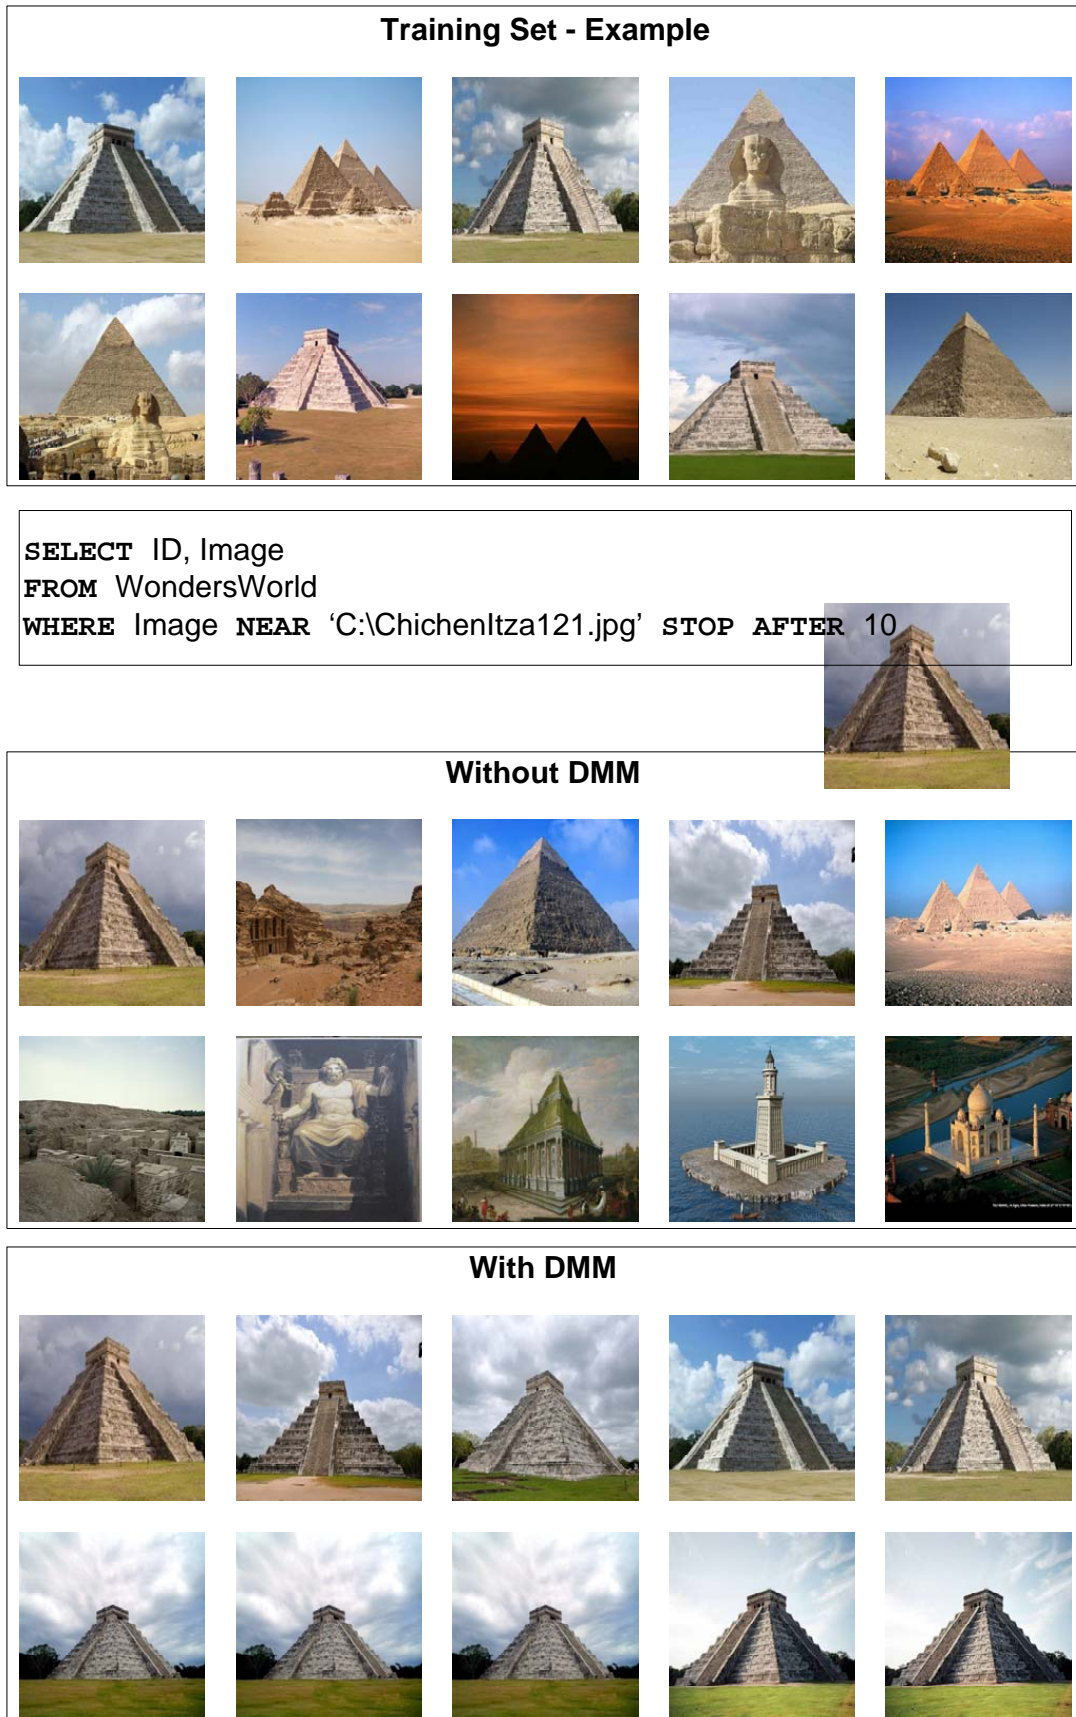 Training Set - Example
SELECT ID, Image
FROM WondersWorld
WHERE Image NEAR ‘C:\ChichenItza121.jpg’ STOP AFTER 10
Without DMM
With DMM